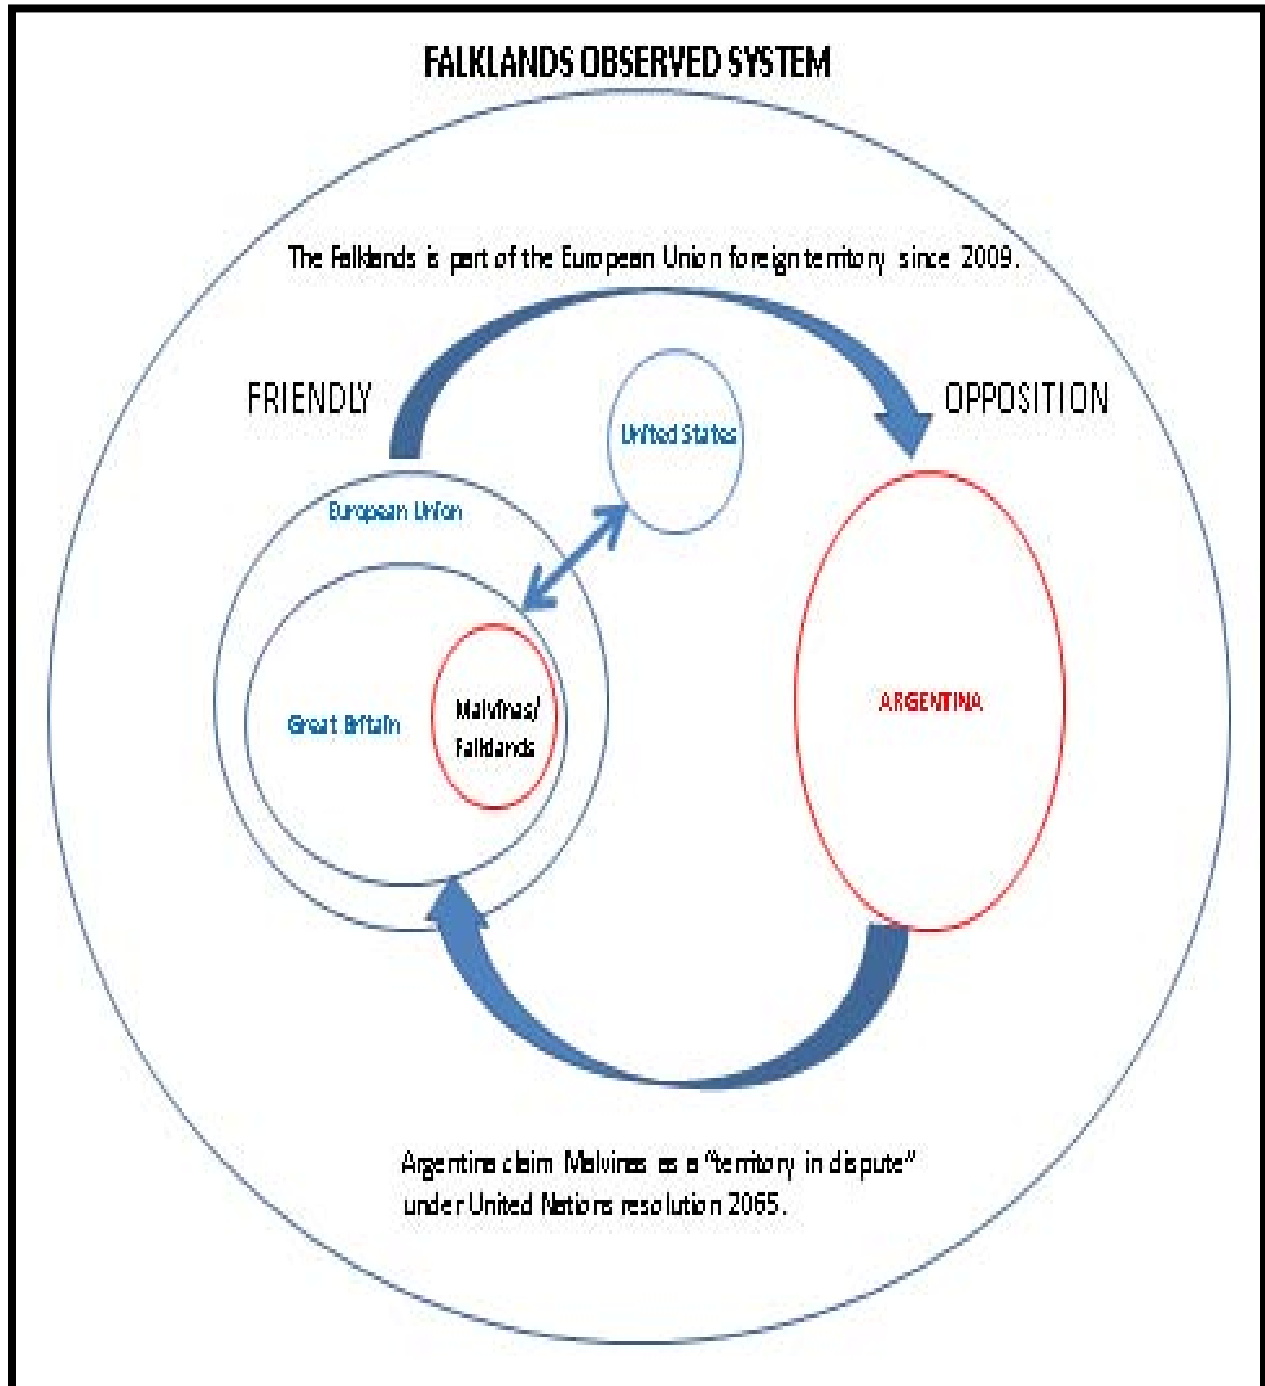 FALKLANDS OBSERVED SYSTEM
The Falklands is part of the European Union foreign territory since 2009.
FRIENDLY
OPPOSITION
United States
European Union
Great Britain
Malvinas/
Falklands
ARGENTINA
Argentina claim Malvinas as a "territory in dispute"
under United Nations resolution 2065.